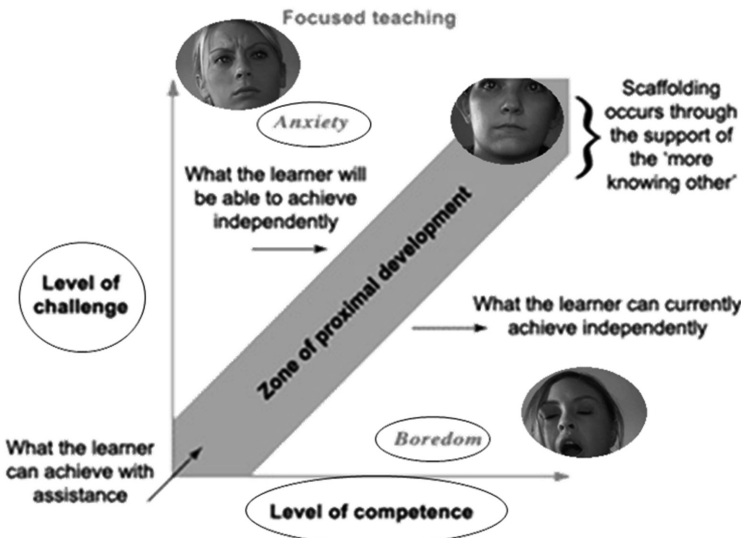 Focused teaching
Anxiety
Scaffolding
occurs through
the support of
the 'more
knowing other'
What the learner will
be able to achieve
independently
Zone of proximal development
Level of
challenge
What the learner can currently
achieve independently
Boredom
What the learner
can achieve with
assistance
Level of competence